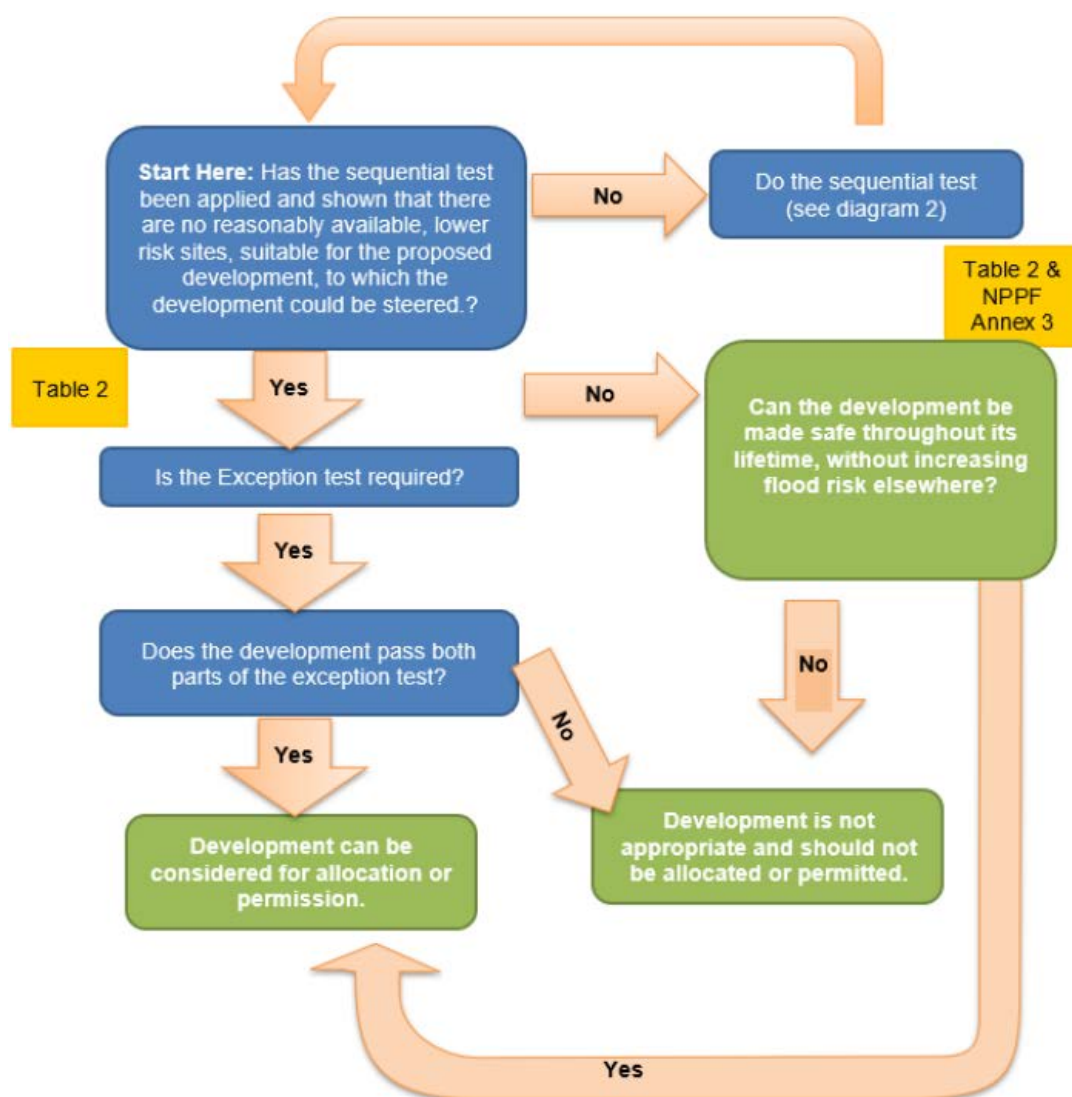 Start Here: Has the sequential test
been applied and shown that there
are no reasonably available, lower
risk sites, suitable for the proposed
development, to which the
development could be steered.?
No
Do the sequential test
(see diagram 2)
Table 2 &
NPPF
Annex 3
Table 2
Yes
No
Can the development be
made safe throughout its
lifetime, without increasing
flood risk elsewhere?
Is the Exception test required?
Yes
Does the development pass both
parts of the exception test?
No
No
Yes
Development can be
considered for allocation or
permission.
Development is not
appropriate and should not
be allocated or permitted.
Yes